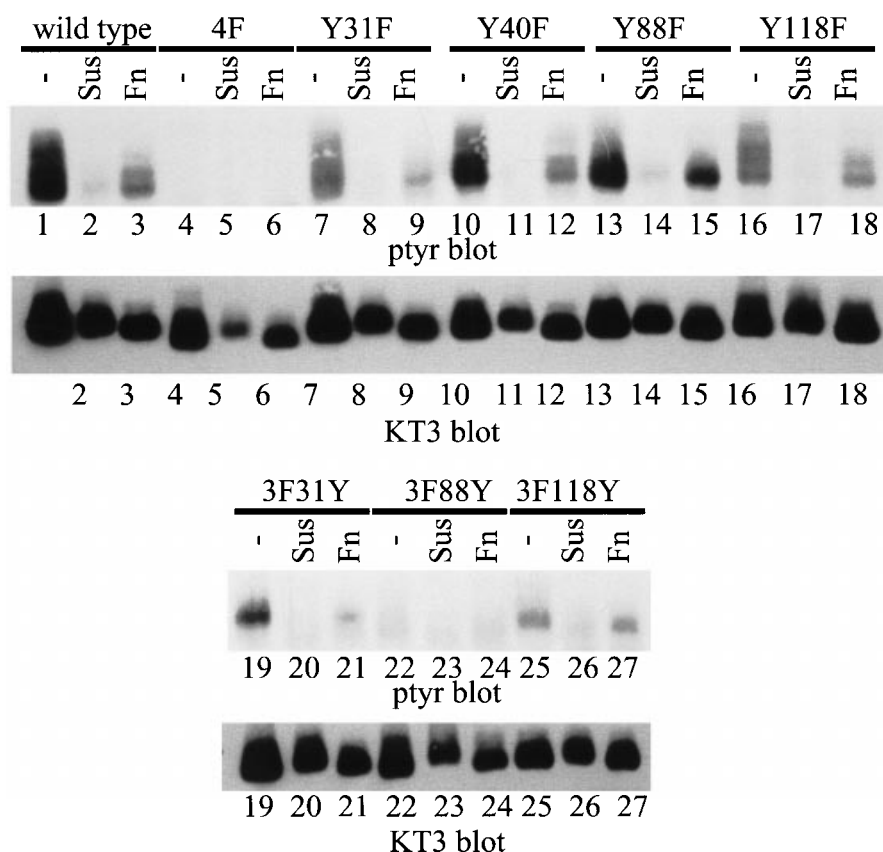 wild type 4F Y31F Y40F Y88F Y118F
- Sus Fn - Sus Fn - Sus Fn - Sus Fn - Sus Fn - Sus Fn
1 2 3 4 5 6 7 8 9 10 11 12 13 14 15 16 17 18
ptyr blot
2 3 4 5 6 7 8 9 10 11 12 13 14 15 16 17 18
KT3 blot
3F31Y 3F88Y 3F118Y
- Sus Fn - Sus Fn - Sus Fn
19 20 21 22 23 24 25 26 27
ptyr blot
19 20 21 22 23 24 25 26 27
KT3 blot